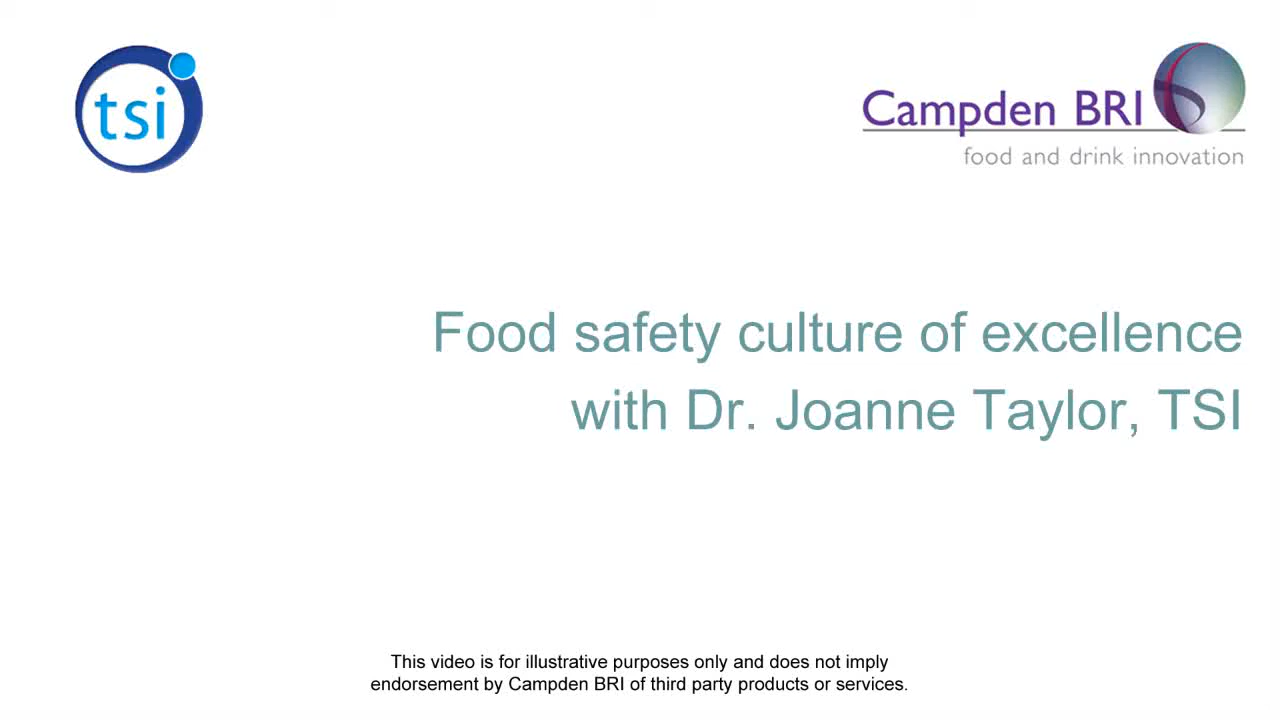 tsi
Campden BRI
food and drink innovation
Food safety culture of excellence
with Dr. Joanne Taylor, TSI
This video is for illustrative purposes only and does not imply
endorsement by Campden BRI of third party products or services.